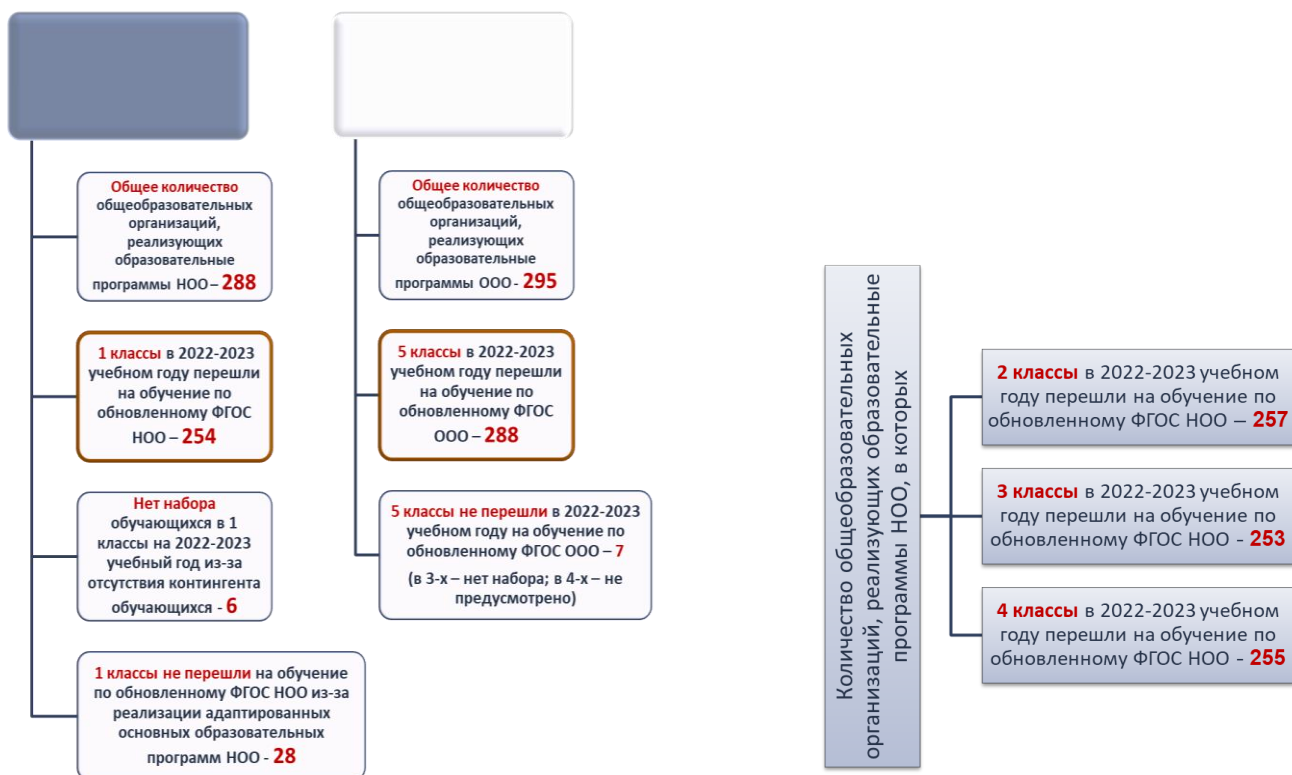 Общее количество
общеобразовательных
организаций,
реализующих
образовательные
программы НОО – 288
1 классы в 2022-2023
учебном году перешли
на обучение по
обновленному ФГОС
НОО – 254
Нет набора
обучающихся в 1
классы на 2022-2023
учебный год из-за
отсутствия контингента
обучающихся - 6
1 классы не перешли на обучение
по обновленному ФГОС НОО из-за
реализации адаптированных
основных образовательных
программ НОО - 28
Общее количество
общеобразовательных
организаций,
реализующих
образовательные
программы ООО - 295
5 классы в 2022-2023
учебном году перешли
на обучение по
обновленному ФГОС
ООО – 288
5 классы не перешли в 2022-2023
учебном году на обучение по
обновленному ФГОС ООО – 7
(в 3-х – нет набора; в 4-х – не
предусмотрено)
Количество общеобразовательных
организаций, реализующих образовательные
программы НОО, в которых
2 классы в 2022-2023 учебном
году перешли на обучение по
обновленному ФГОС НОО – 257
3 классы в 2022-2023 учебном
году перешли на обучение по
обновленному ФГОС НОО - 253
4 классы в 2022-2023 учебном
году перешли на обучение по
обновленному ФГОС НОО - 255